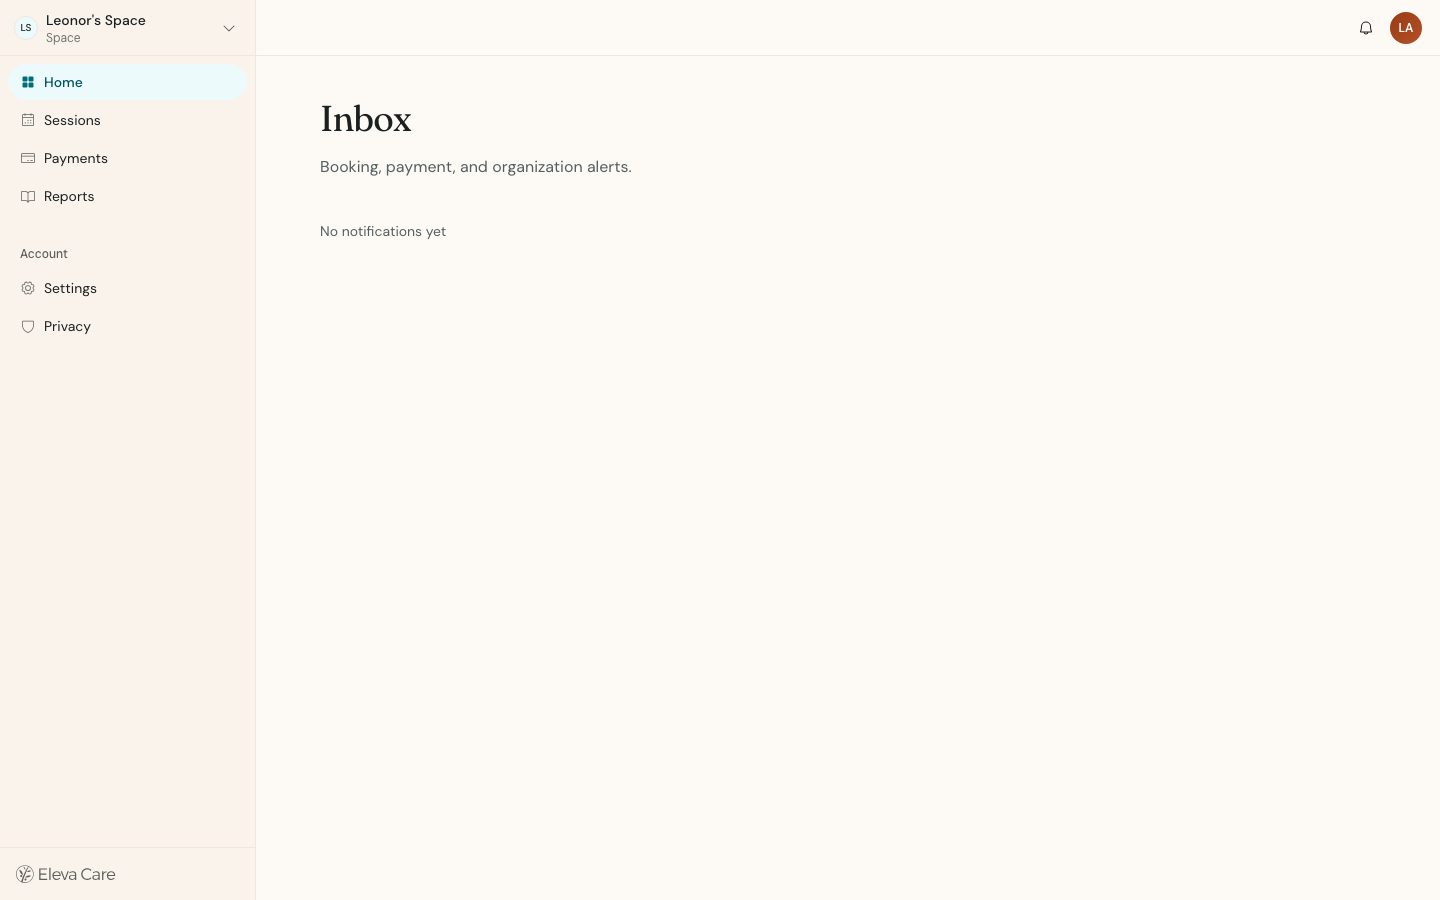 LS
Leonor's Space
Space
LA
Home
Sessions
Payments
Reports
Account
Settings
Privacy
Inbox
Booking, payment, and organization alerts.
No notifications yet
Eleva Care